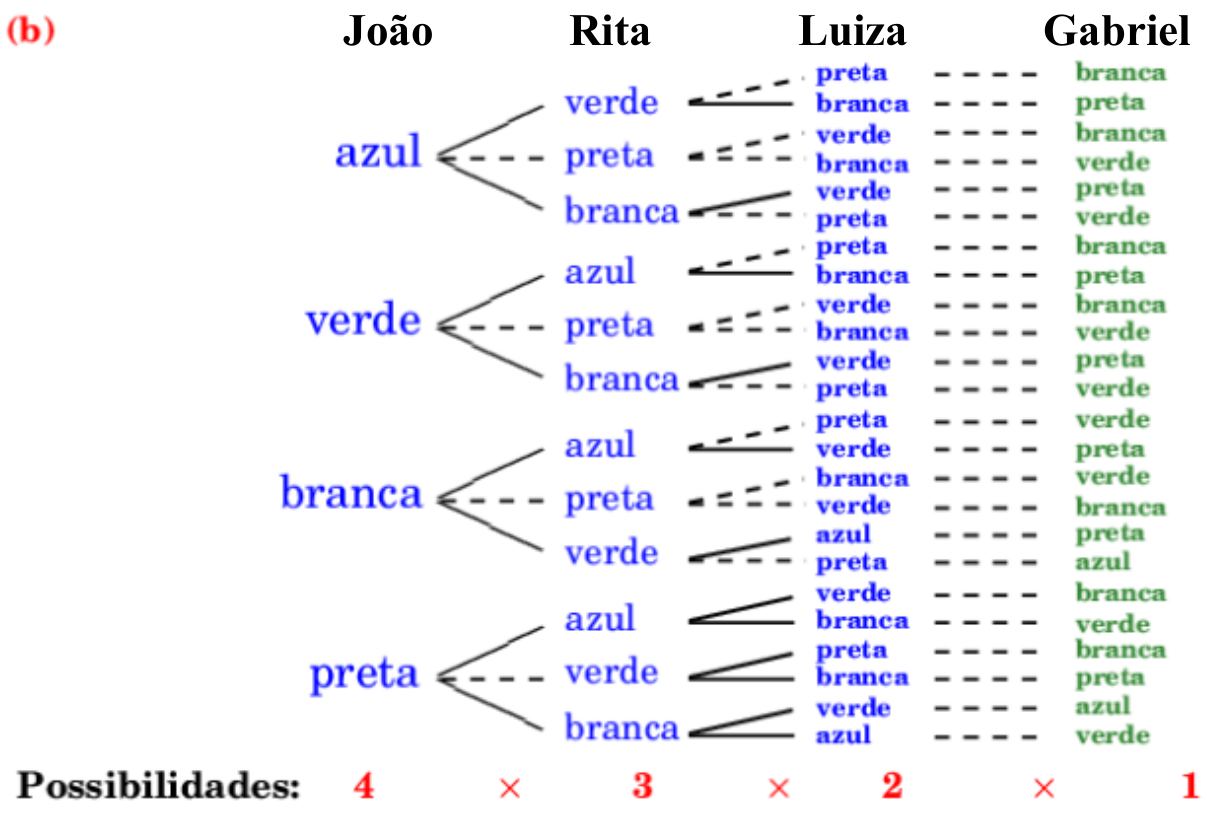 (b) João Rita Luiza Gabriel
preta branca
verde branca preta
verde branca
azul preta branca verde
verde preta
branca preta verde
preta branca
azul branca preta
verde branca
verde preta branca verde
verde preta
branca preta verde
preta verde
azul verde preta
branca verde
branca preta verde branca
azul preta
verde preta azul
verde branca
azul branca verde
preta branca
preta verde branca preta
verde azul
branca azul verde
Possibilidades: 4 × 3 × 2 × 1